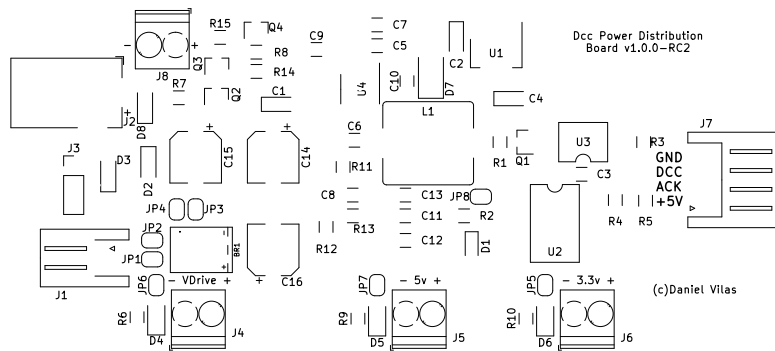 R15
Q4
C9
C7
Dcc Power Distribution
Board v1.0.0-RC2
- +
R8
C5
C2
U1
J8
Q3
R14
R7
Q2
C1
U4
C10
D7
C4
J2
+
D8
L1
J3
D3
D2
+
C15
+
C14
C6
R11
R1
Q1
U3
R3
J7
GND
DCC
ACK
+5V
C3
C8
C13
JP8
JP4
JP3
R13
C11
R2
R4
R5
R12
C12
D1
U2
JP2
JP1
BR1
-
+
J1
JP6
- VDrive +
+
C16
JP7
- 5v +
JP5
- 3.3v +
(c)Daniel Vilas
R6
D4
J4
R9
D5
J5
R10
D6
J6